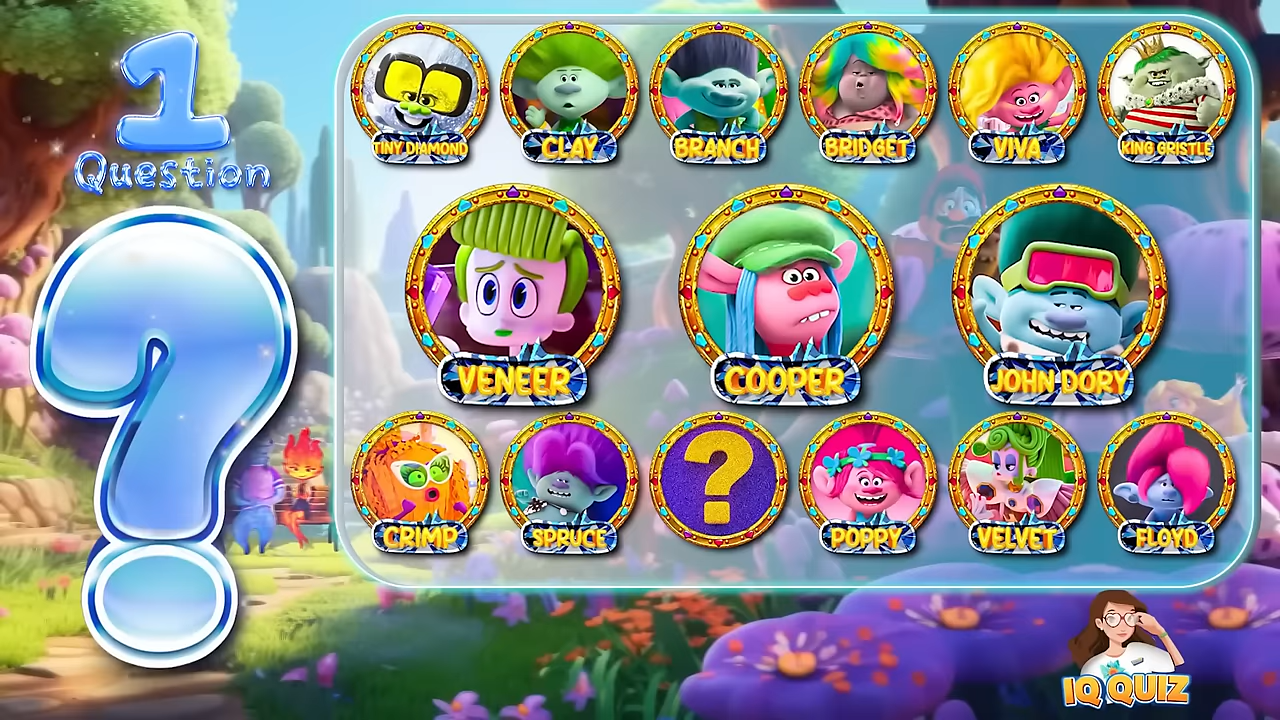 1
Question
?
TINY DIAMOND
CLAY
BRANCH
BRIDGET
VIVA
KING GRISTLE
VENEER
COOPER
JOHN DORY
CRIMP
SPRUCE
?
POPPY
VELVET
FLOYD
IQ QUIZ